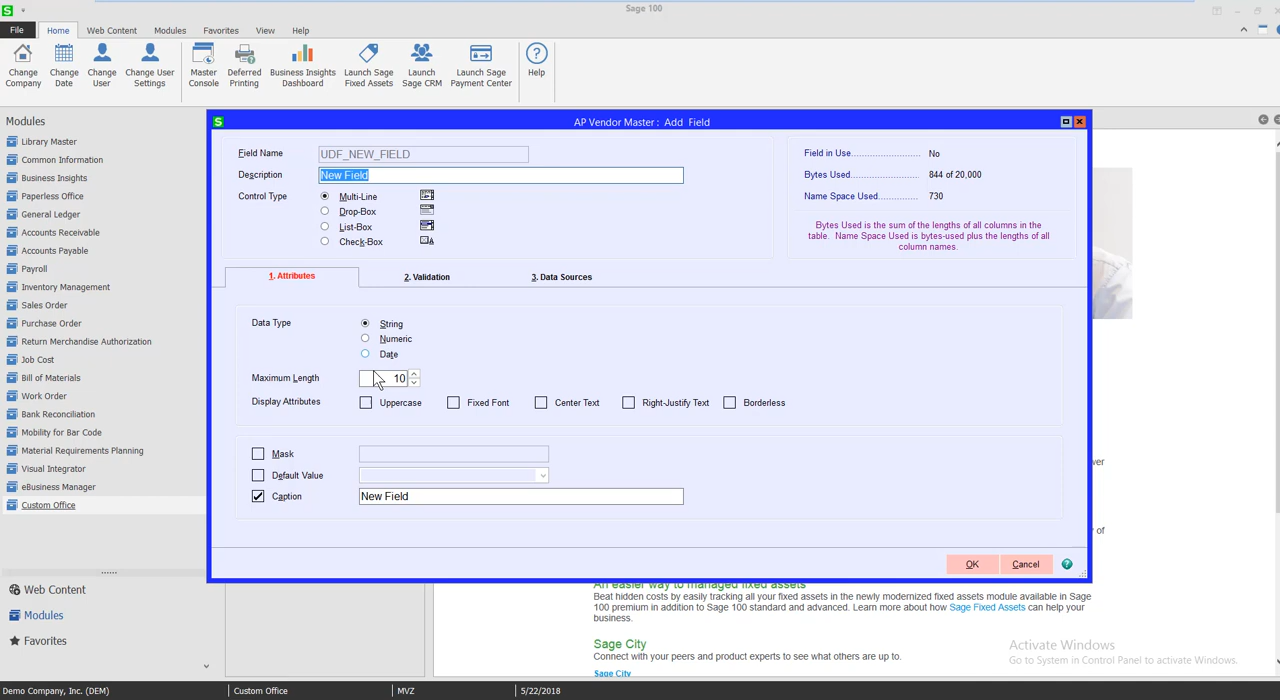 S
Sage 100
File Home Web Content Modules Favorites View Help
Change Company
Change Date
Change User
Change User Settings
Master Console
Deferred Printing
Business Insights Dashboard
Launch Sage Fixed Assets
Launch Sage CRM
Launch Sage Payment Center
Help
Modules
Library Master
Common Information
Business Insights
Paperless Office
General Ledger
Accounts Receivable
Accounts Payable
Payroll
Inventory Management
Sales Order
Purchase Order
Return Merchandise Authorization
Job Cost
Bill of Materials
Work Order
Bank Reconciliation
Mobility for Bar Code
Material Requirements Planning
Visual Integrator
eBusiness Manager
Custom Office
Web Content
Modules
Favorites
S
AP Vendor Master : Add Field
Field Name UDF_NEW_FIELD
Description New Field
Control Type Multi-Line
Drop-Box
List-Box
Check-Box
Field in Use.................... No
Bytes Used..................... 844 of 20,000
Name Space Used.............. 730
Bytes Used is the sum of the lengths of all columns in the
table. Name Space Used is bytes-used plus the lengths of all
column names.
1. Attributes 2. Validation 3. Data Sources
Data Type String
Numeric
Date
Maximum Length 10
Display Attributes Uppercase Fixed Font Center Text Right-Justify Text Borderless
Mask
Default Value
Caption New Field
OK Cancel
wer
of
An easier way to managed fixed assets
Beat hidden costs by easily tracking all your fixed assets in the newly modernized fixed assets module available in Sage
100 premium in addition to Sage 100 standard and advanced. Learn more about how Sage Fixed Assets can help your
business.
Sage City
Connect with your peers and product experts to see what others are up to.
Sage City
Activate Windows
Go to System in Control Panel to activate Windows.
Demo Company, Inc. (DEM) Custom Office MVZ 5/22/2018